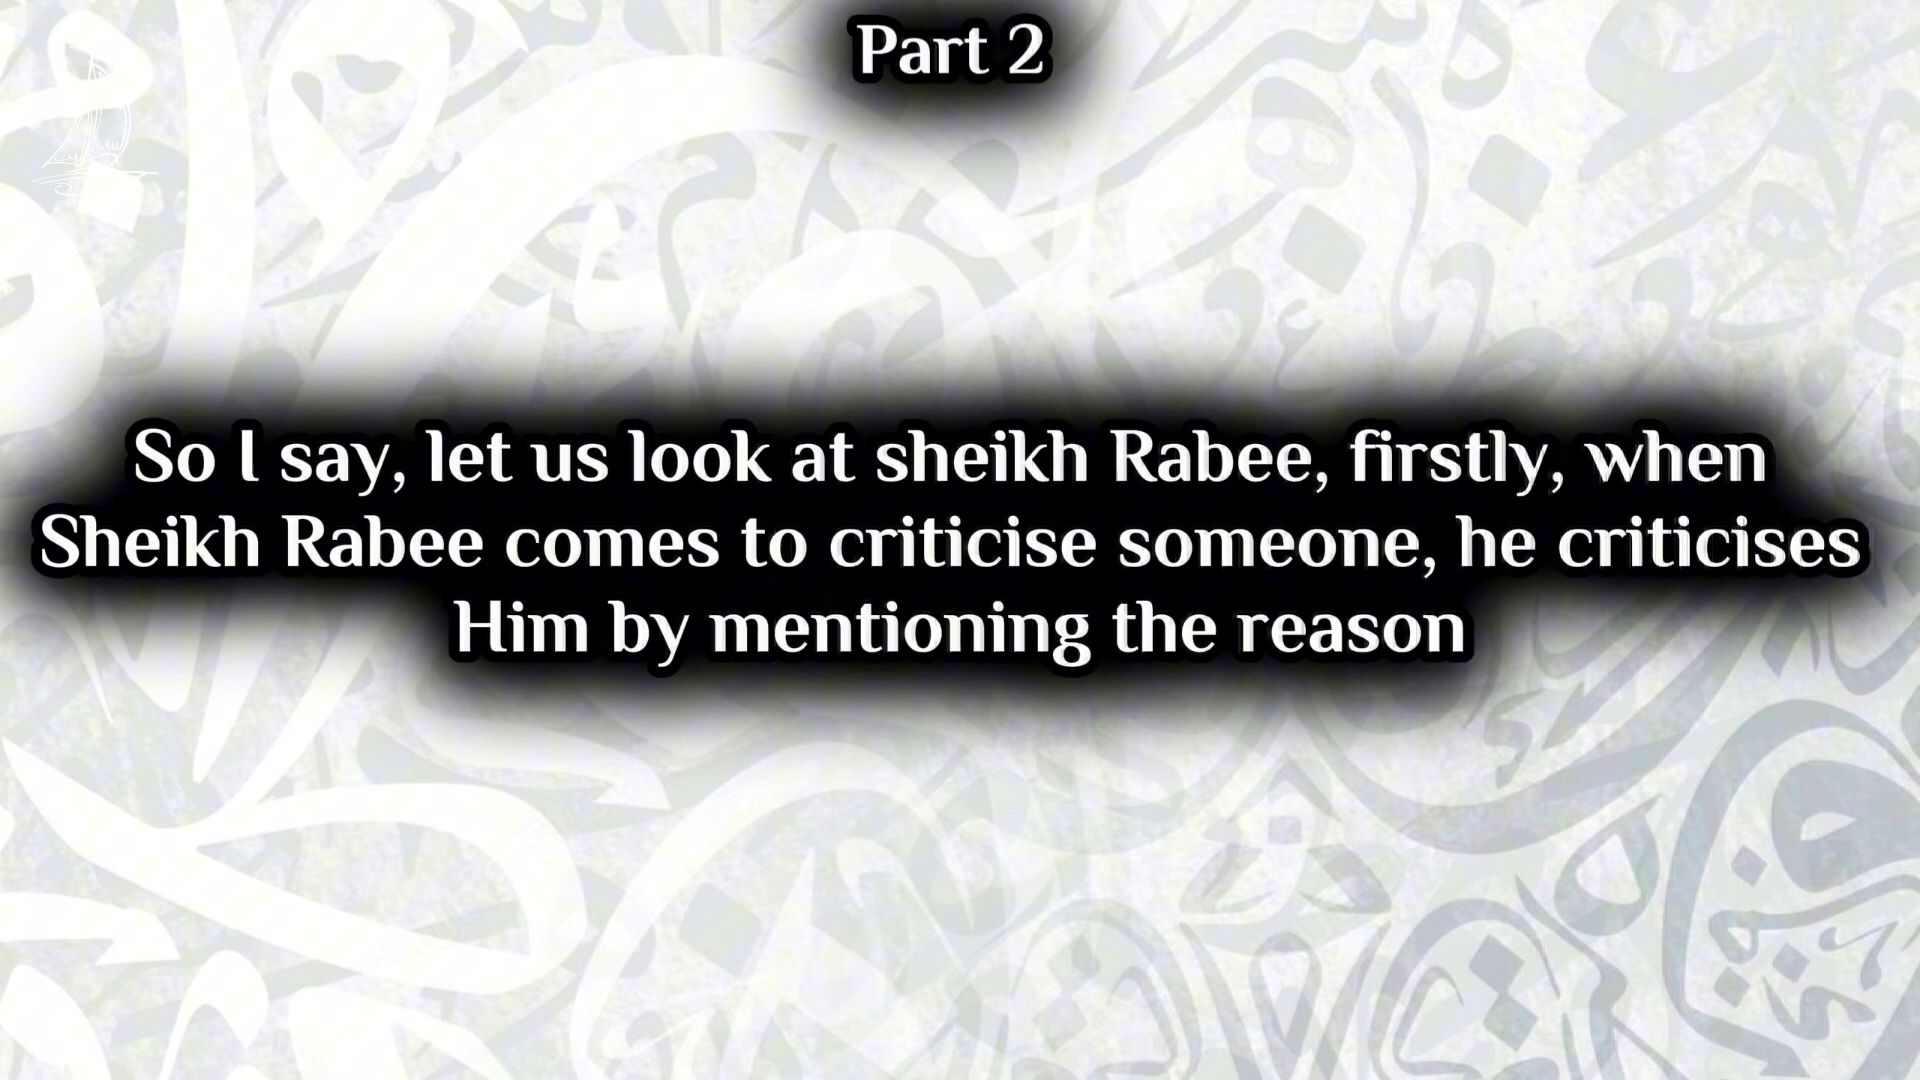 Part 2
So I say, let us look at sheikh Rabee, firstly, when
Sheikh Rabee comes to criticise someone, he criticises
Him by mentioning the reason